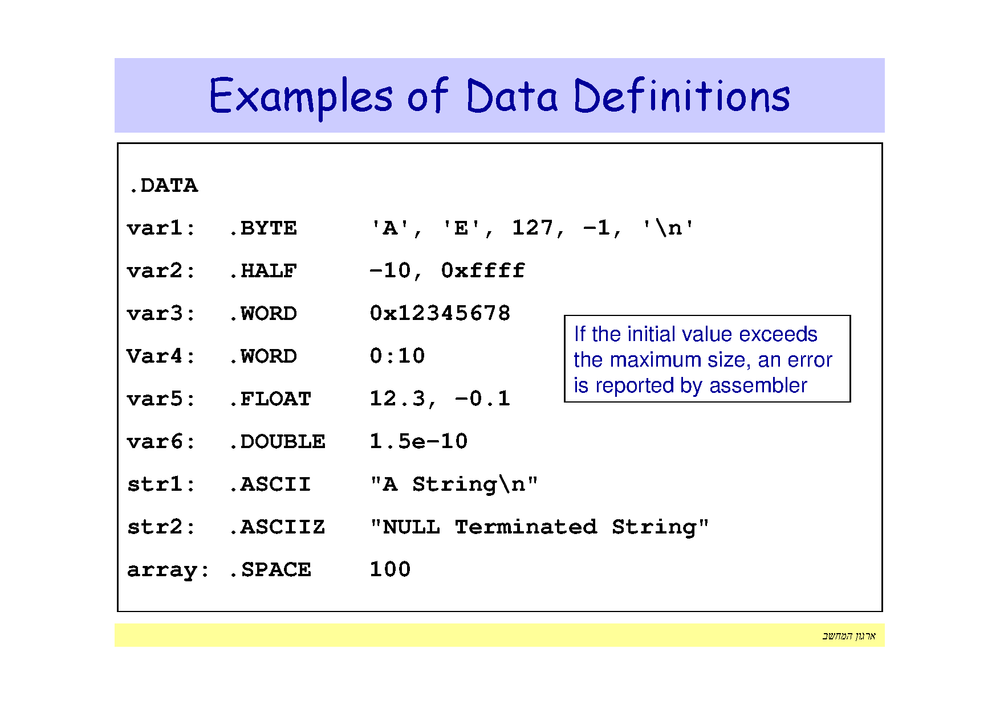 Examples of Data Definitions
.DATA
var1: .BYTE 'A', 'E', 127, -1, '\n'
var2: .HALF -10, 0xffff
var3: .WORD 0x12345678
Var4: .WORD 0:10
var5: .FLOAT 12.3, -0.1
var6: .DOUBLE 1.5e-10
str1: .ASCII "A String\n"
str2: .ASCIIZ "NULL Terminated String"
array: .SPACE 100
If the initial value exceeds
the maximum size, an error
is reported by assembler
ארגון המחשב